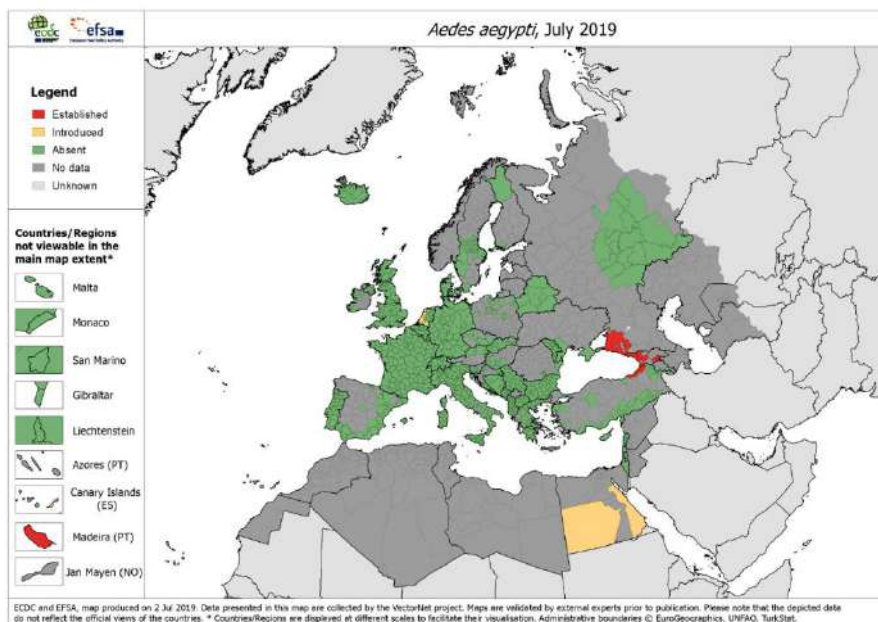 ecdc
efsa
Aedes aegypti, July 2019
Legend
Established
Introduced
Absent
No data
Unknown
Countries/Regions
not viewable in the
main map extent*
Malta
Monaco
San Marino
Gibraltar
Liechtenstein
Azores (PT)
Canary Islands
(ES)
Madeira (PT)
Jan Mayen (NO)
ECDC and EFSA, map produced on 2 Jul 2019. Data presented in this map are collected by the VectorNet project. Maps are validated by external experts prior to publication. Please note that the depicted data
do not reflect the official views of the countries. * Countries/Regions are displayed at different scales to facilitate their visualisation. Administrative boundaries © EuroGeographics, UNFAO, TurkStat.